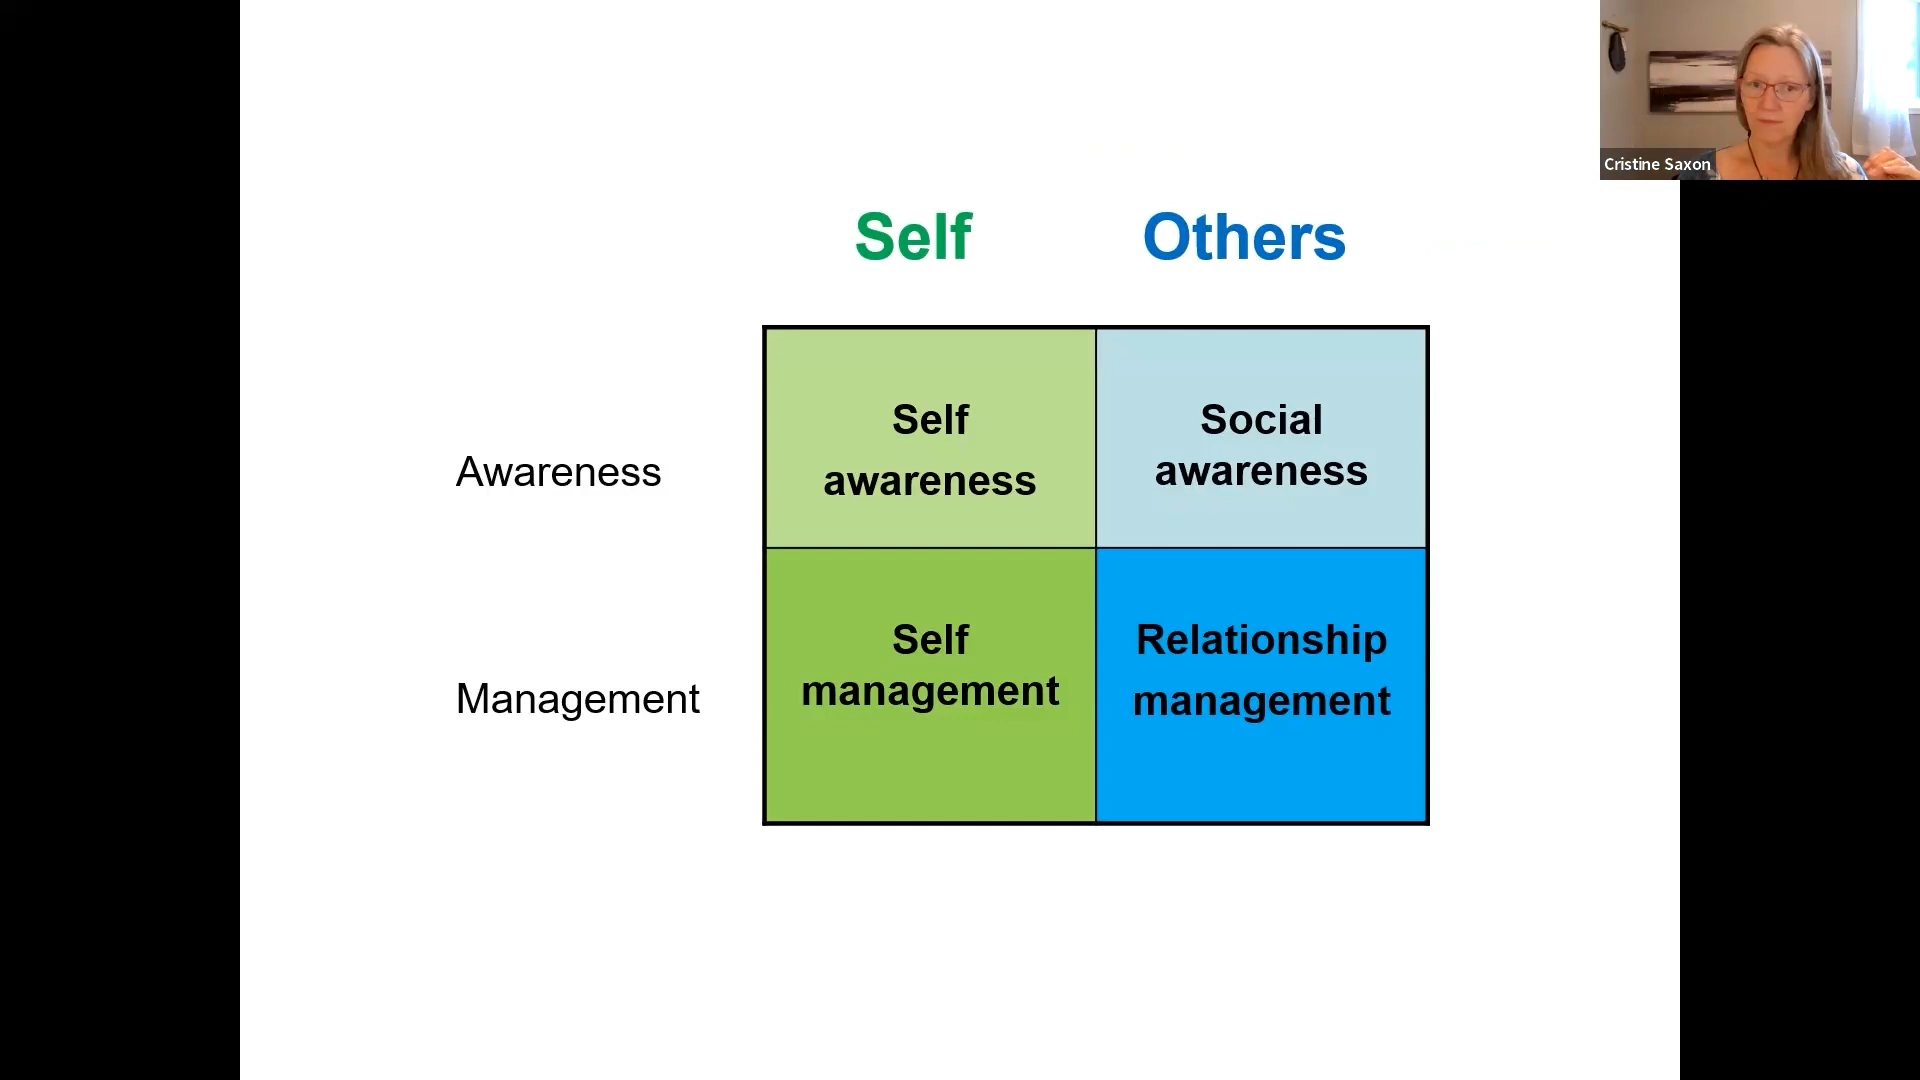 Cristine Saxon
Self Others
Awareness
Self
awareness
Social
awareness
Management
Self
management
Relationship
management